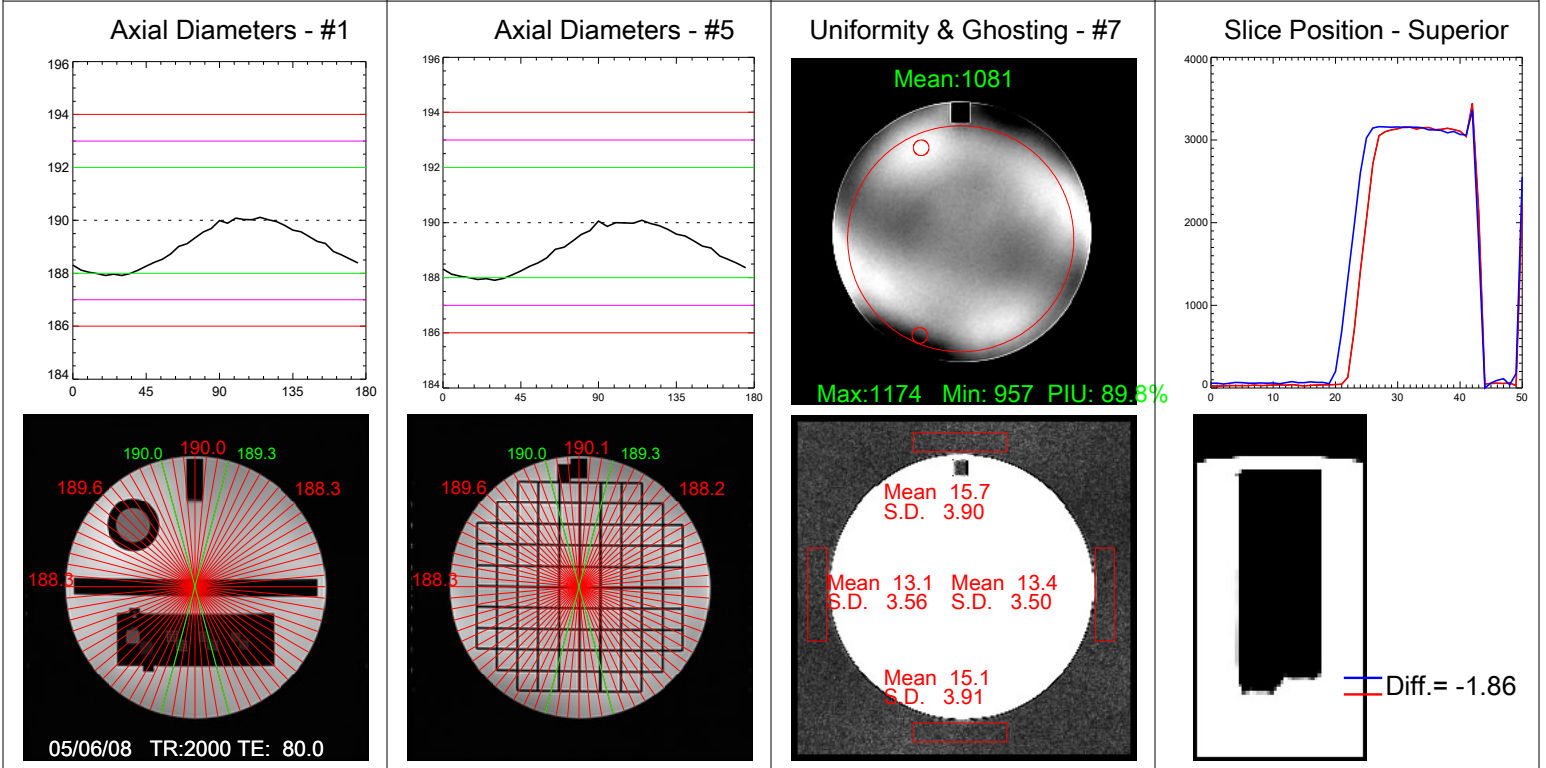 Axial Diameters - #1
196
194
192
190
188
186
184
0 45 90 135 180
190.0 190.0 189.3
189.6 188.3
188.3
05/06/08 TR:2000 TE: 80.0
Axial Diameters - #5
196
194
192
190
188
186
184
0 45 90 135 180
190.0 190.1 189.3
189.6 188.2
188.3
Uniformity & Ghosting - #7
Mean:1081
Max:1174 Min: 957 PIU: 89.8%
Mean 15.7
S.D. 3.90
Mean 13.1 Mean 13.4
S.D. 3.56 S.D. 3.50
Mean 15.1
S.D. 3.91
Slice Position - Superior
4000
3000
2000
1000
0
0 10 20 30 40 50
Diff.= -1.86